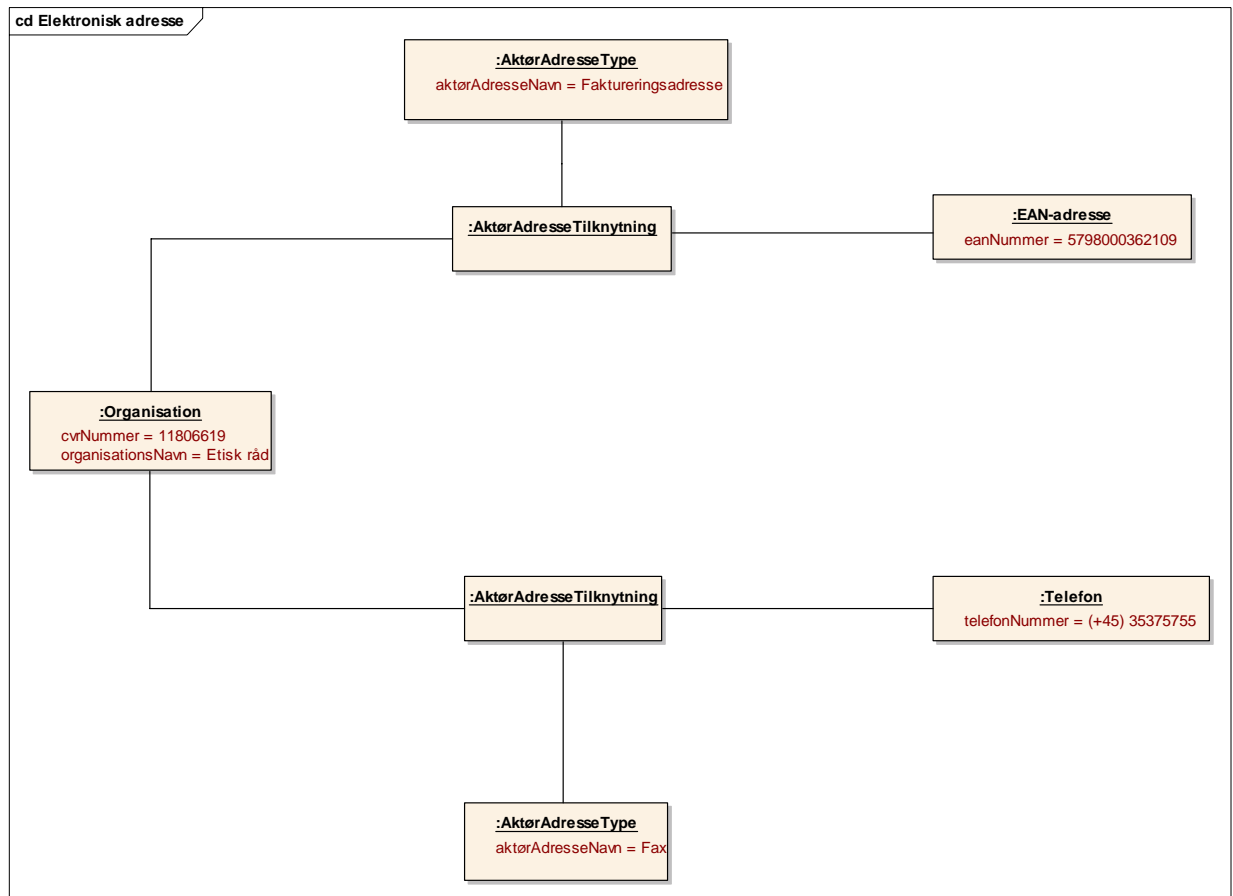 cd Elektronisk adresse
:AktørAdresseType
aktørAdresseNavn = Faktureringsadresse
:AktørAdresseTilknytning
:EAN-adresse
eanNummer = 5798000362109
:Organisation
cvrNummer = 11806619
organisationsNavn = Etisk råd
:AktørAdresseTilknytning
:Telefon
telefonNummer = (+45) 35375755
:AktørAdresseType
aktørAdresseNavn = Fax